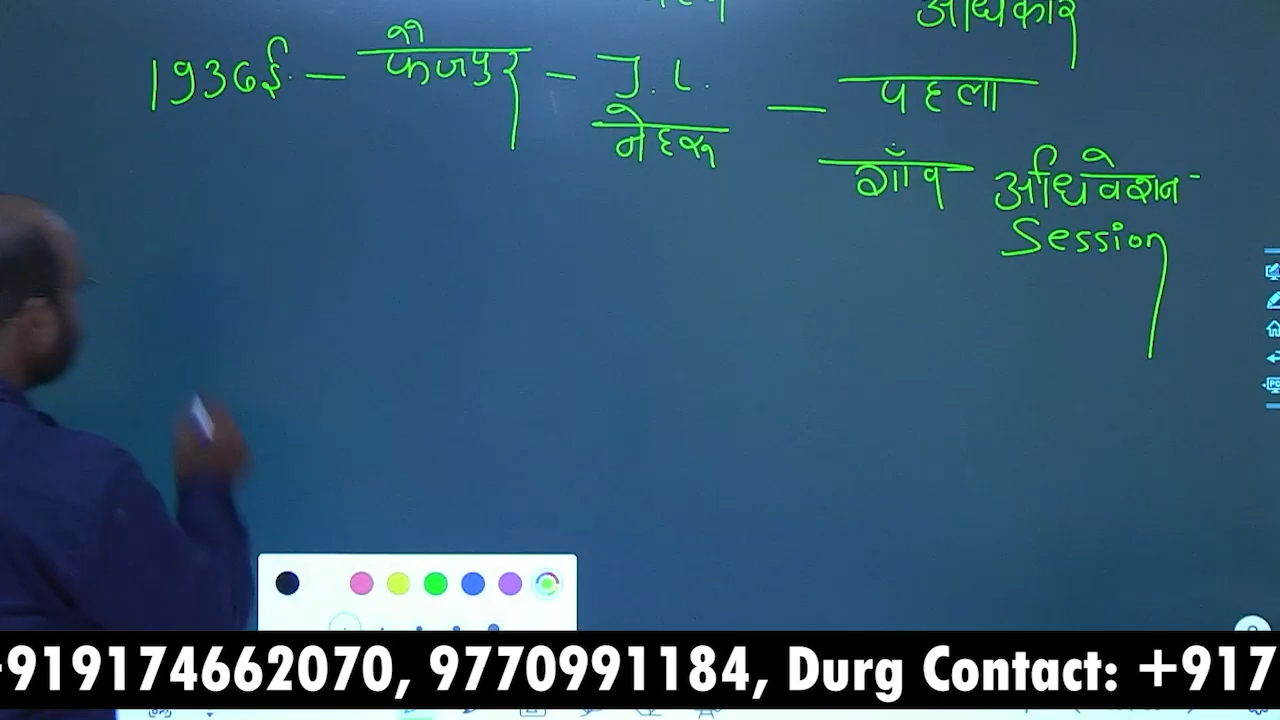 अधिकार
1936ई. – फैजपुर – J. L. नेहरू – पहला
गाँव अधिवेशन
Session
+919174662070, 9770991184, Durg Contact: +917